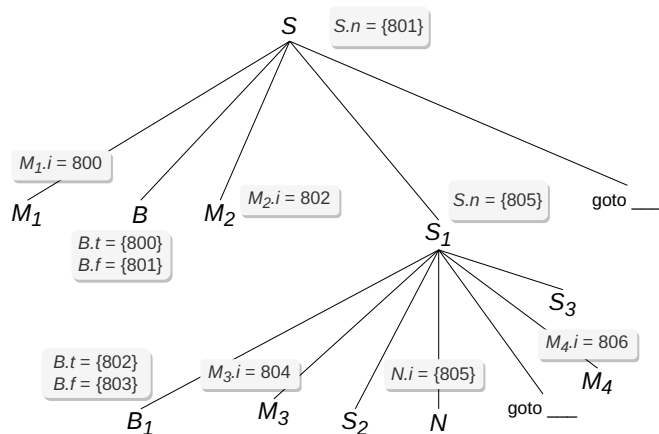 S
S.n = {801}
M1.i = 800
M1
B
M2
M2.i = 802
S.n = {805}
goto ___
B.t = {800}
B.f = {801}
S1
S3
B.t = {802}
B.f = {803}
M3.i = 804
N.i = {805}
M4.i = 806
B1
M3
S2
N
goto ___
M4